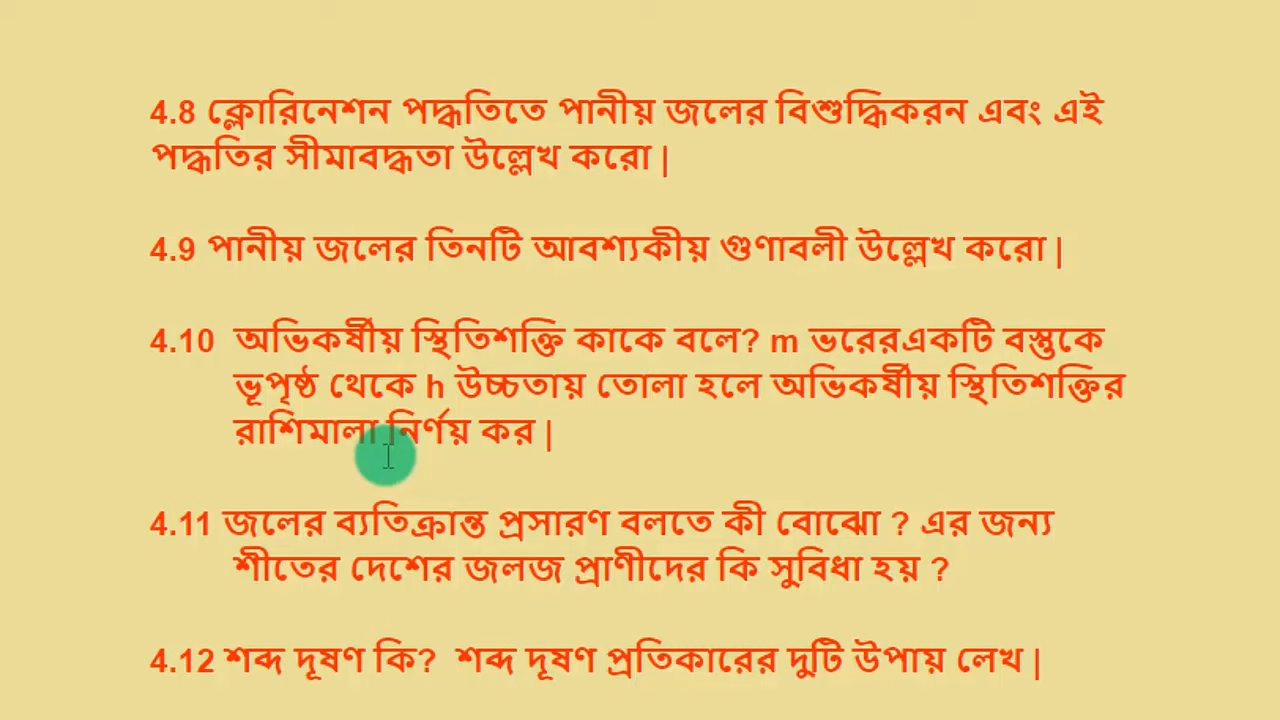 4.8 ক্লোরিনেশন পদ্ধতিতে পানীয় জলের বিশুদ্ধিকরন এবং এই
পদ্ধতির সীমাবদ্ধতা উল্লেখ করো |
4.9 পানীয় জলের তিনটি আবশ্যকীয় গুণাবলী উল্লেখ করো |
4.10 অভিকর্ষীয় স্থিতিশক্তি কাকে বলে? m ভরেরএকটি বস্তুকে
ভূপৃষ্ঠ থেকে h উচ্চতায় তোলা হলে অভিকর্ষীয় স্থিতিশক্তির
রাশিমালা নির্ণয় কর |
4.11 জলের ব্যতিক্রান্ত প্রসারণ বলতে কী বোঝো ? এর জন্য
শীতের দেশের জলজ প্রাণীদের কি সুবিধা হয় ?
4.12 শব্দ দূষণ কি? শব্দ দূষণ প্রতিকারের দুটি উপায় লেখ |